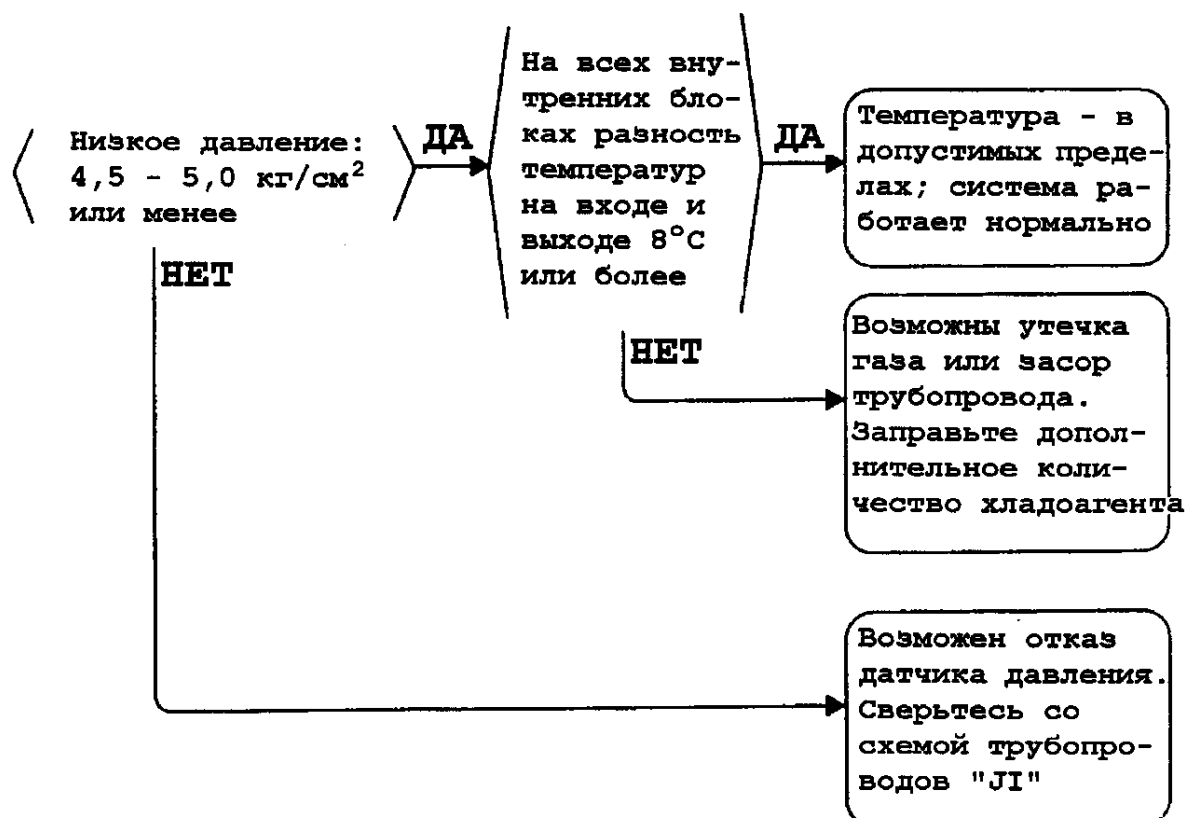 Низкое давление:
4,5 - 5,0 кг/см²
или менее
ДА
НЕТ
На всех вну-
тренних бло-
ках разность
температур
на входе и
выходе 8°C
или более
ДА
НЕТ
Температура - в
допустимых преде-
лах; система ра-
ботает нормально
Возможны утечка
газа или засор
трубопровода.
Заправьте допол-
нительное коли-
чество хладоагента
Возможен отказ
датчика давления.
Сверьтесь со
схемой трубопро-
водов "JI"